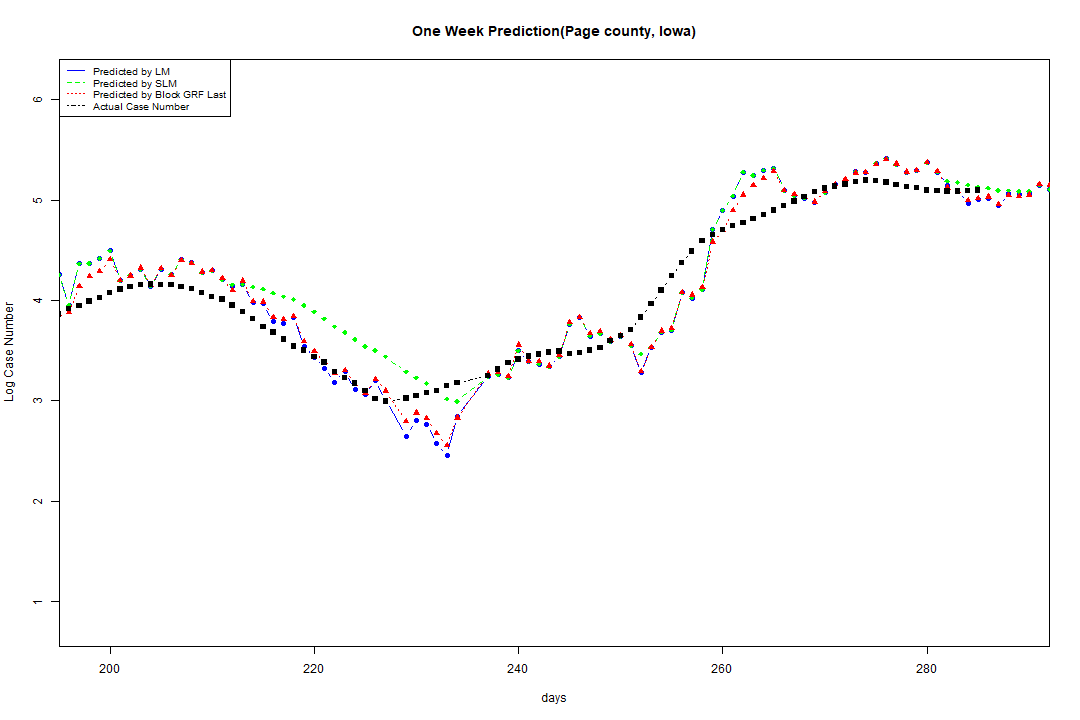 One Week Prediction(Page county, Iowa)
Predicted by LM
Predicted by SLM
Predicted by Block GRF Last
Actual Case Number
6
5
4
3
2
1
Log Case Number
200 220 240 260 280
days